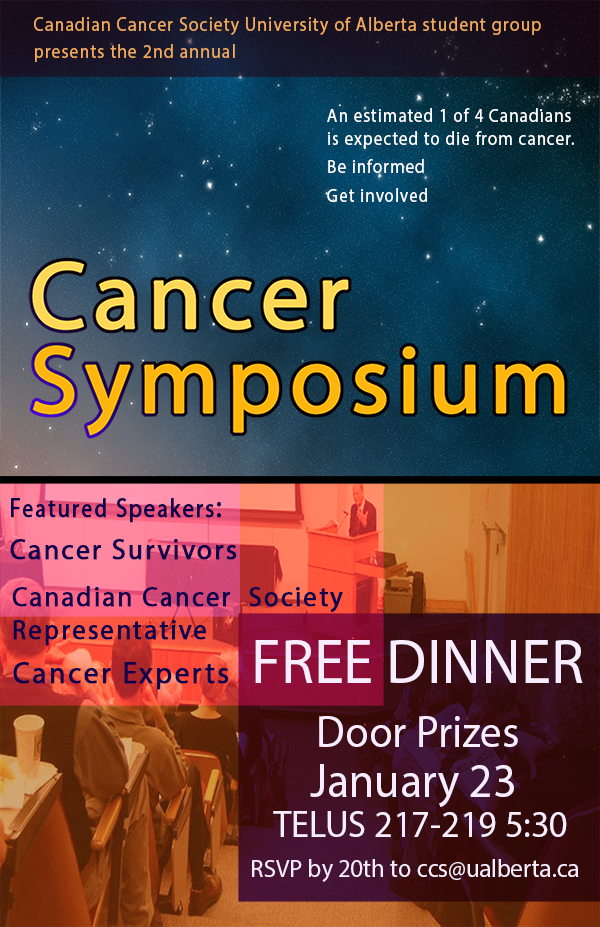 Canadian Cancer Society University of Alberta student group
presents the 2nd annual
An estimated 1 of 4 Canadians
is expected to die from cancer.
Be informed
Get involved
Cancer
Symposium
Featured Speakers:
Cancer Survivors
Canadian Cancer Society
Representative
Cancer Experts
FREE DINNER
Door Prizes
January 23
TELUS 217-219 5:30
RSVP by 20th to ccs@ualberta.ca